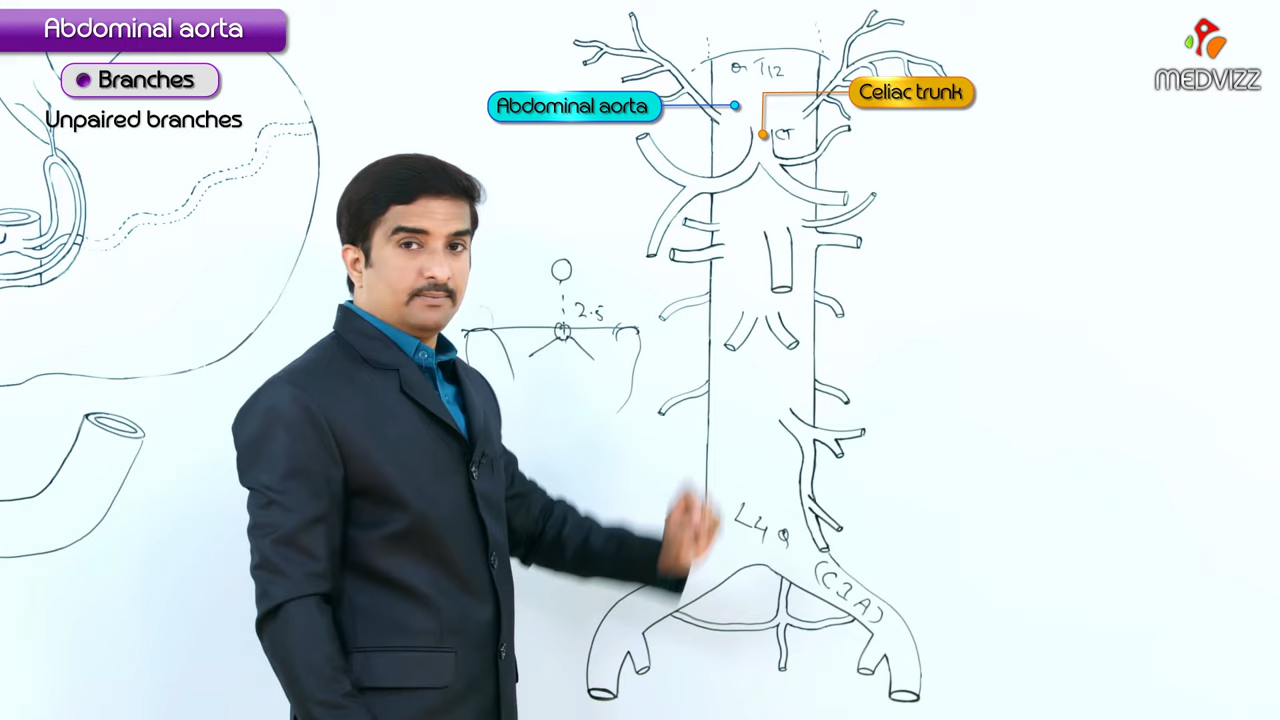 Abdominal aorta
Branches
Unpaired branches
MEDVIZZ
T12
Abdominal aorta
Celiac trunk
CT
2.5
L4
(CIA)